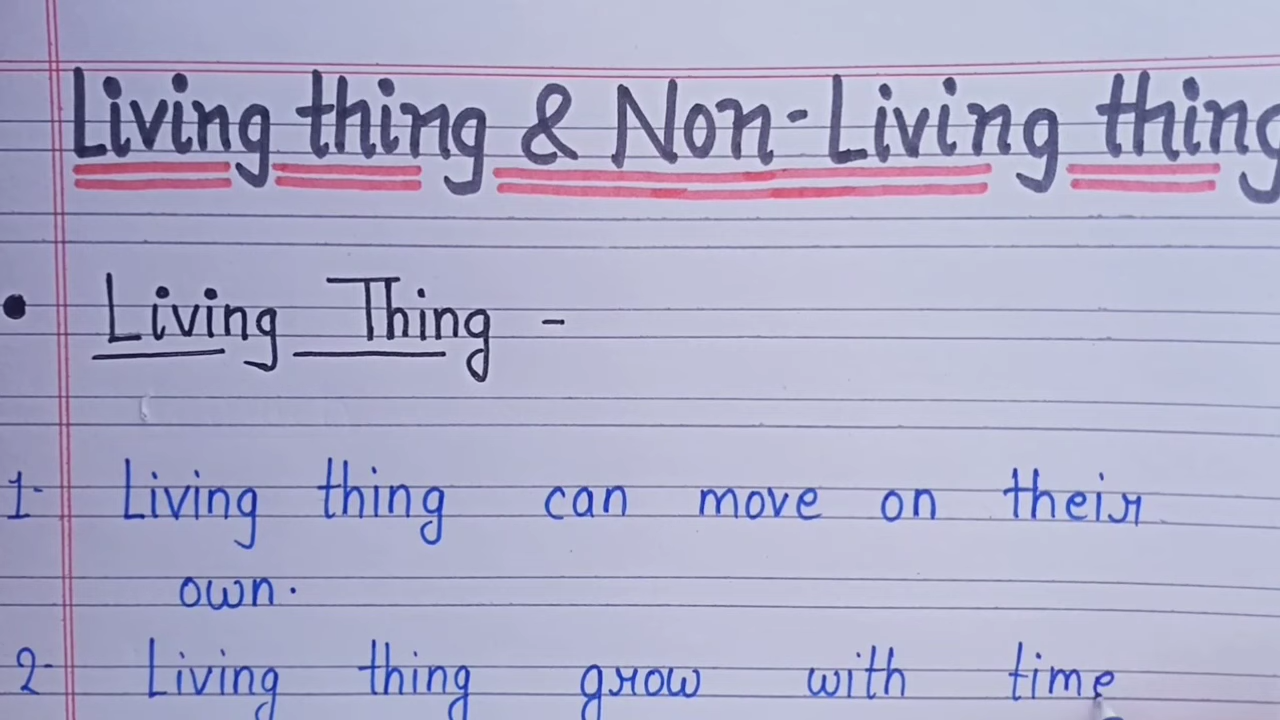 Living thing & Non-Living thing
• Living Thing -
1- Living thing can move on their
own.
2- Living thing grow with time